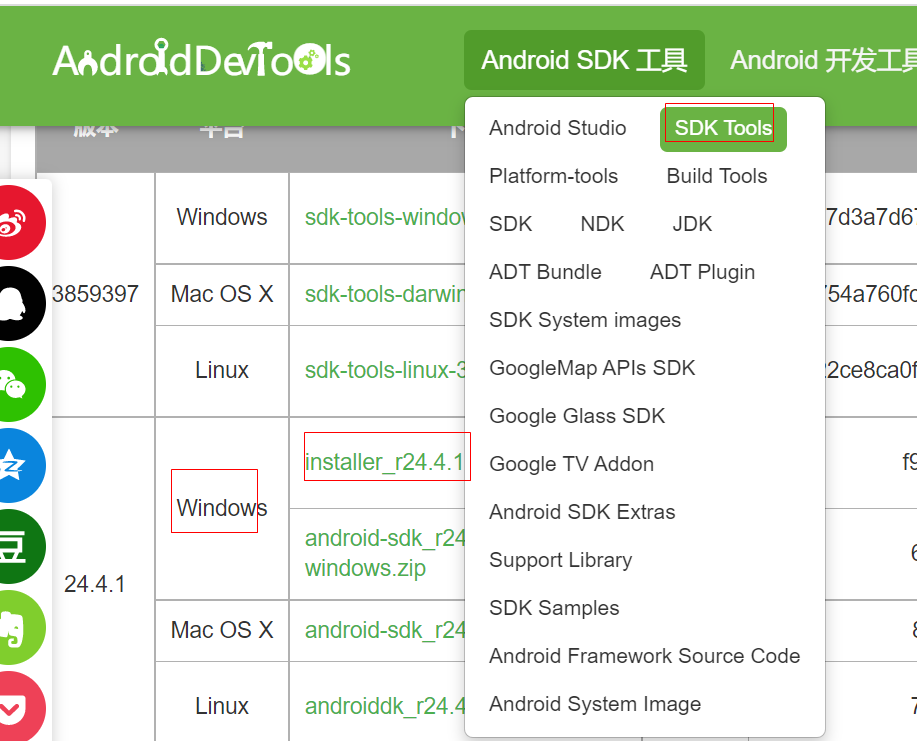 AndroidDevTools
Android SDK 工具
Android 开发工具
版本
平台
Android Studio
SDK Tools
Platform-tools
Build Tools
SDK
NDK
JDK
ADT Bundle
ADT Plugin
SDK System images
GoogleMap APIs SDK
Google Glass SDK
Google TV Addon
Android SDK Extras
Support Library
SDK Samples
Android Framework Source Code
Android System Image
3859397
Windows
sdk-tools-window
7d3a7d67
Mac OS X
sdk-tools-darwin
54a760fc
Linux
sdk-tools-linux-3
2ce8ca0f
24.4.1
Windows
installer_r24.4.1
f9
android-sdk_r24
windows.zip
Mac OS X
android-sdk_r24
Linux
androiddk_r24.4
豆